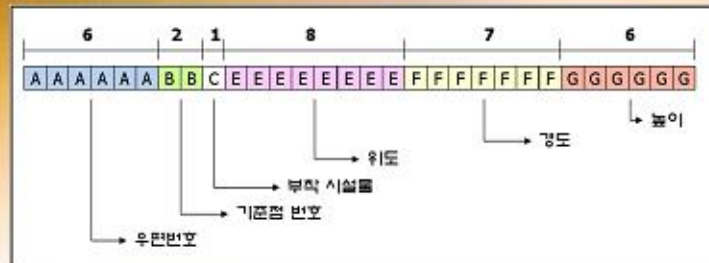 6 2 1 8 7 6
A A A A A A B B C E E E E E E E E F F F F F F F G G G G G G
높이
경도
위도
부착 시설물
기준점 번호
우편번호